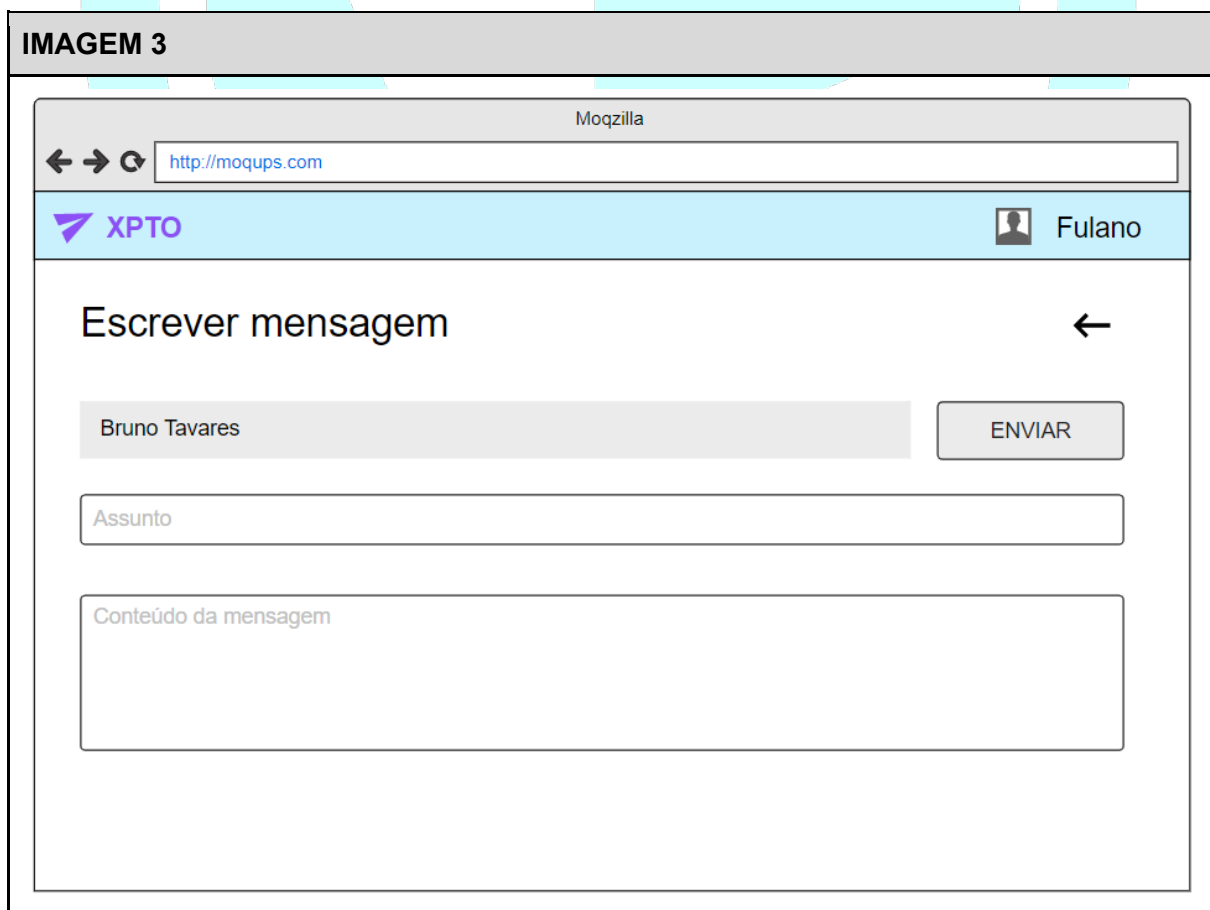 IMAGEM 3
Moqzilla
http://moqups.com
XPTO
Fulano
Escrever mensagem
Bruno Tavares
ENVIAR
Assunto
Conteúdo da mensagem